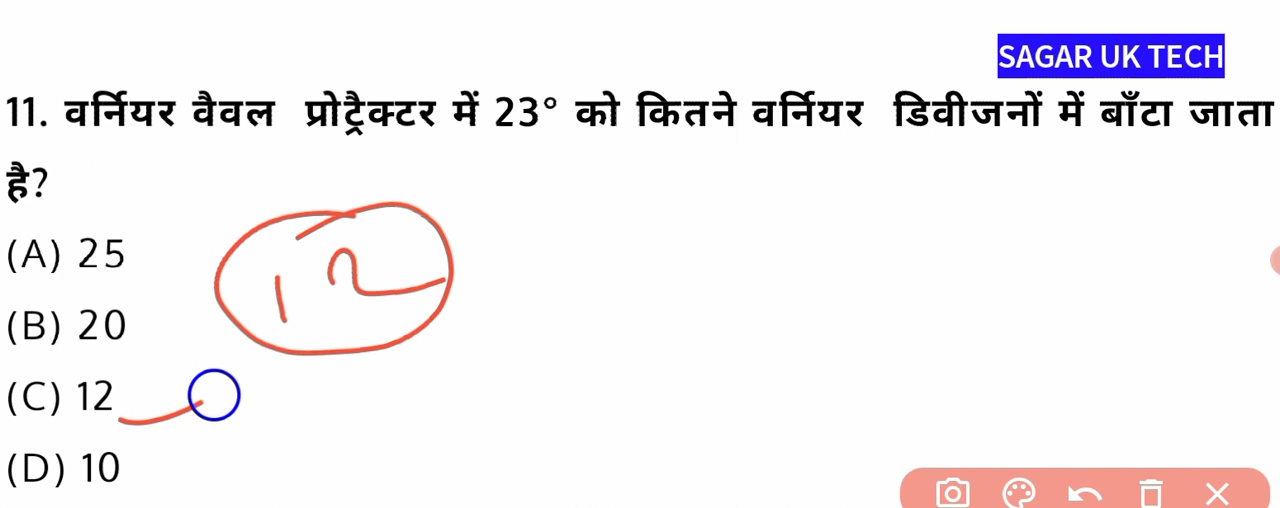 SAGAR UK TECH
11. वर्नियर वैवल प्रोट्रैक्टर में 23° को कितने वर्नियर डिवीजनों में बाँटा जाता
है?
(A) 25
12
(B) 20
(C) 12
(D) 10